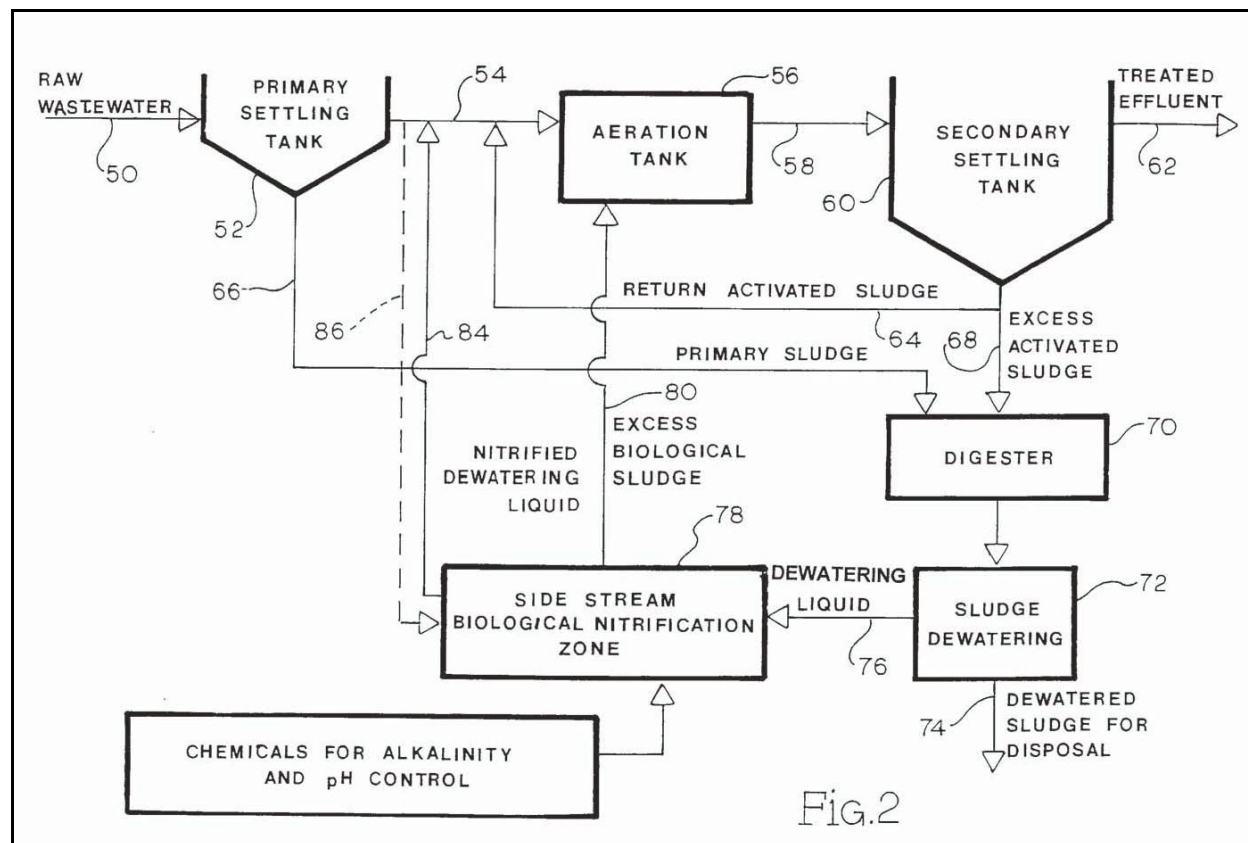 RAW
WASTEWATER
50
PRIMARY
SETTLING
TANK
52
54
56
AERATION
TANK
58
60
SECONDARY
SETTLING
TANK
TREATED
EFFLUENT
62
66
86
84
RETURN ACTIVATED SLUDGE
64
68
EXCESS
ACTIVATED
SLUDGE
PRIMARY SLUDGE
80
EXCESS
BIOLOGICAL
SLUDGE
NITRIFIED
DEWATERING
LIQUID
70
DIGESTER
78
SIDE STREAM
BIOLOGICAL NITRIFICATION
ZONE
DEWATERING
LIQUID
76
72
SLUDGE
DEWATERING
74
DEWATERED
SLUDGE FOR
DISPOSAL
CHEMICALS FOR ALKALINITY
AND pH CONTROL
Fig.2